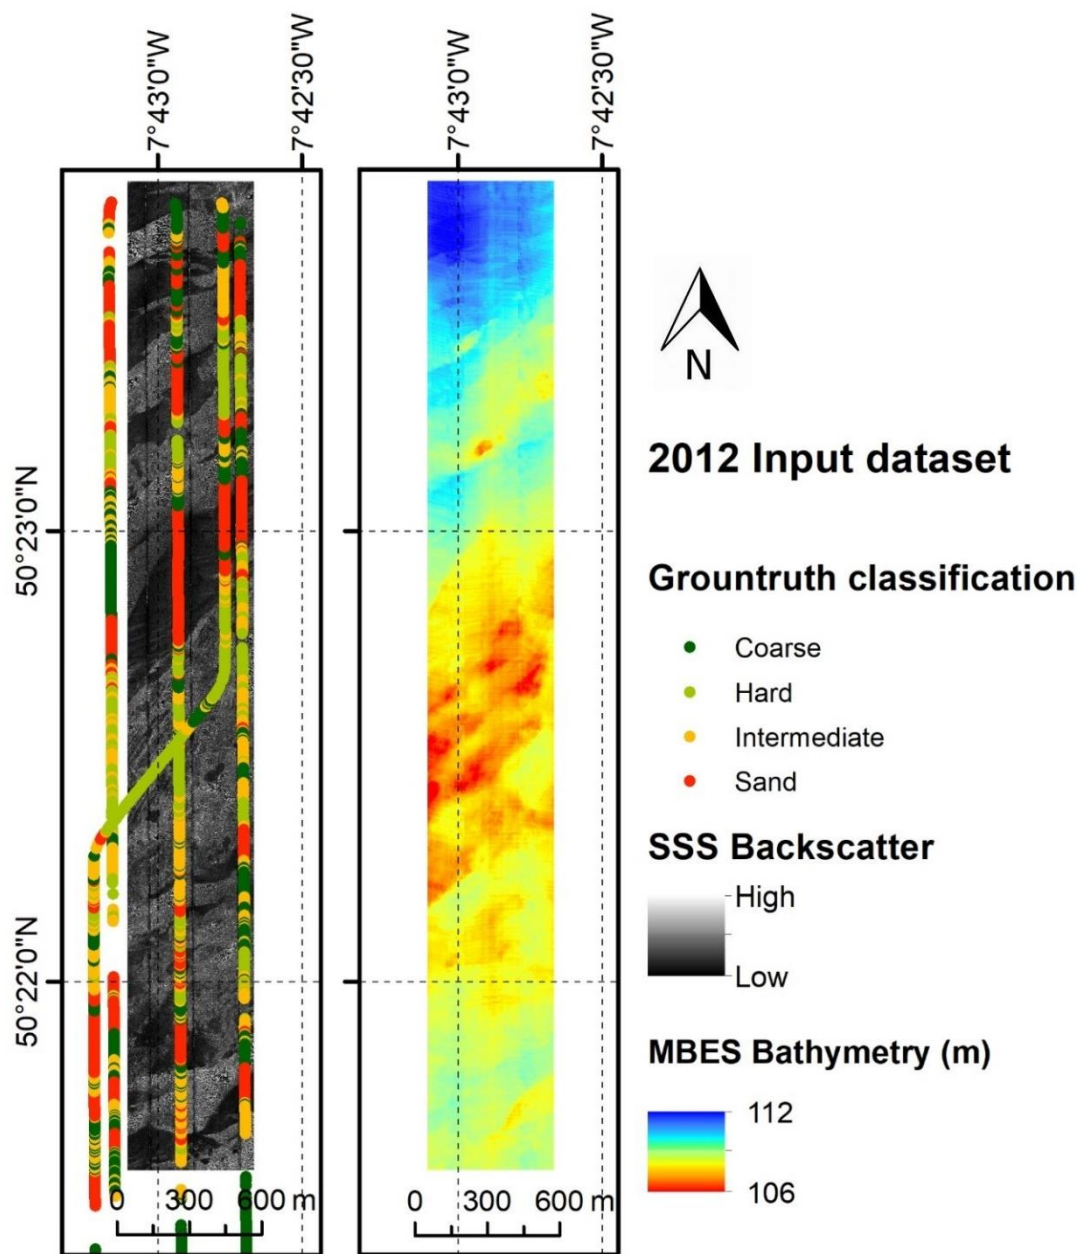 7°43'0"W
7°42'30"W
7°43'0"W
7°42'30"W
50°23'0"N
50°22'0"N
0 300 600 m
0 300 600 m
N
2012 Input dataset
Grountruth classification
Coarse
Hard
Intermediate
Sand
SSS Backscatter
High
Low
MBES Bathymetry (m)
112
106